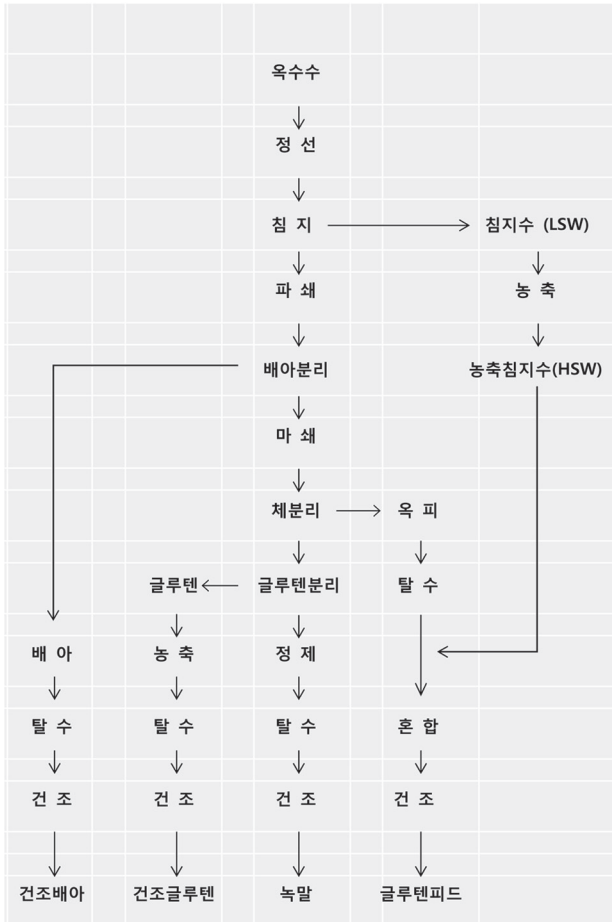 옥수수
정 선
침 지 침지수 (LSW)
파 쇄 농 축
배아분리 농축침지수(HSW)
마 쇄
체분리 옥 피
글루텐 글루텐분리 탈 수
배 아 농 축 정 제
탈 수 탈 수 탈 수 혼 합
건 조 건 조 건 조 건 조
건조배아 건조글루텐 녹말 글루텐피드